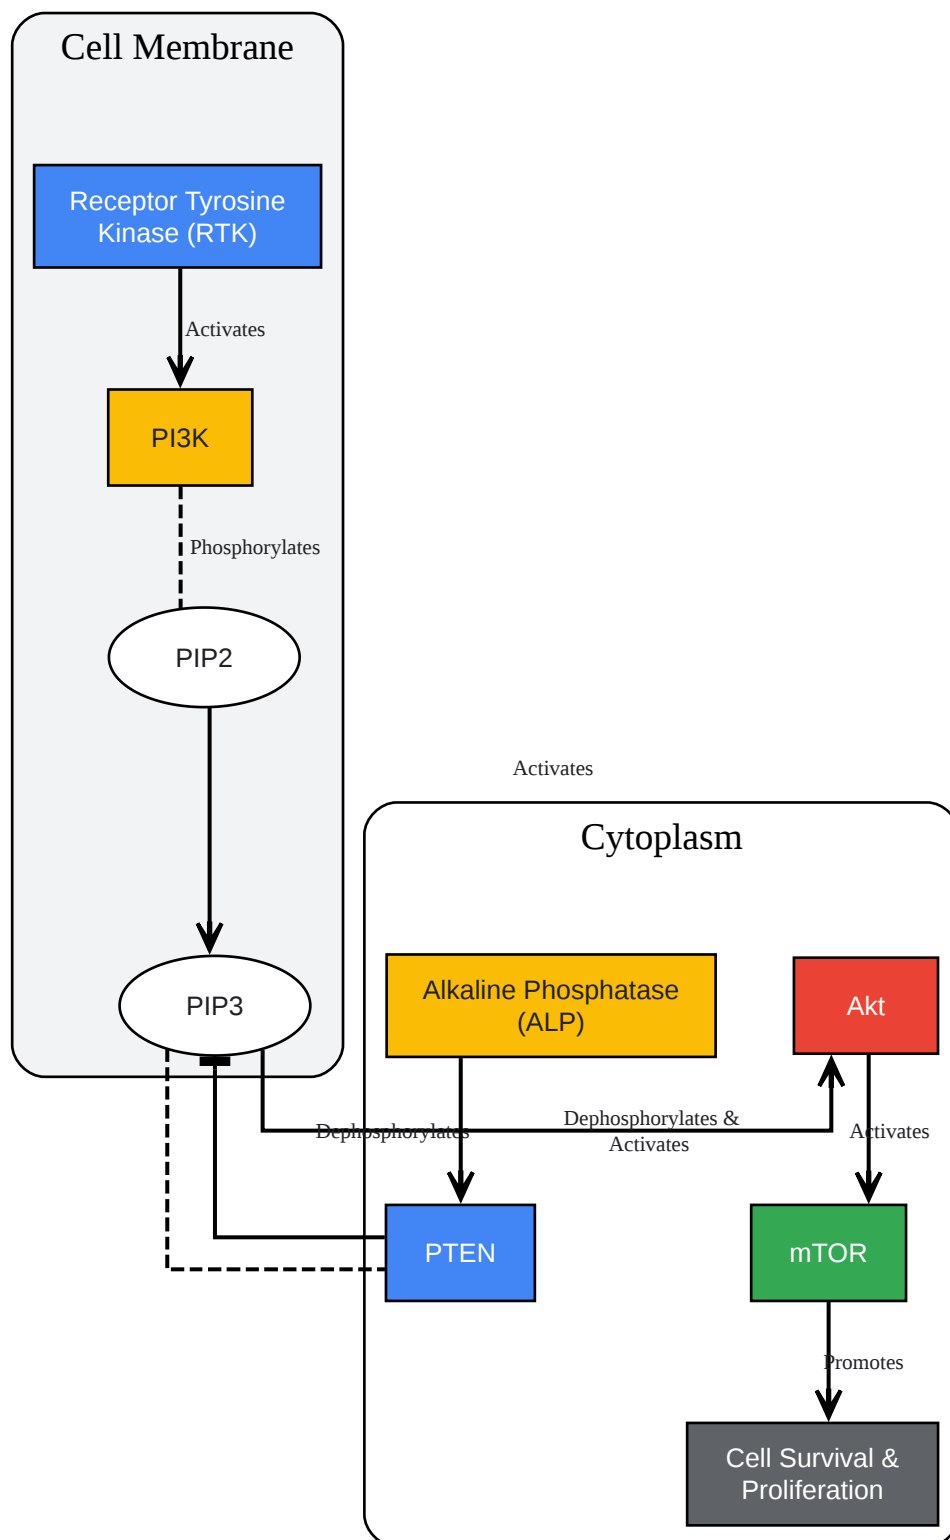 Cell Membrane
Receptor Tyrosine
Kinase (RTK)
Activates
PI3K
Phosphorylates
PIP2
Activates
Cytoplasm
PIP3
Alkaline Phosphatase
(ALP)
Akt
Dephosphorylates
Dephosphorylates &
Activates
Activates
PTEN
mTOR
Promotes
Cell Survival &
Proliferation